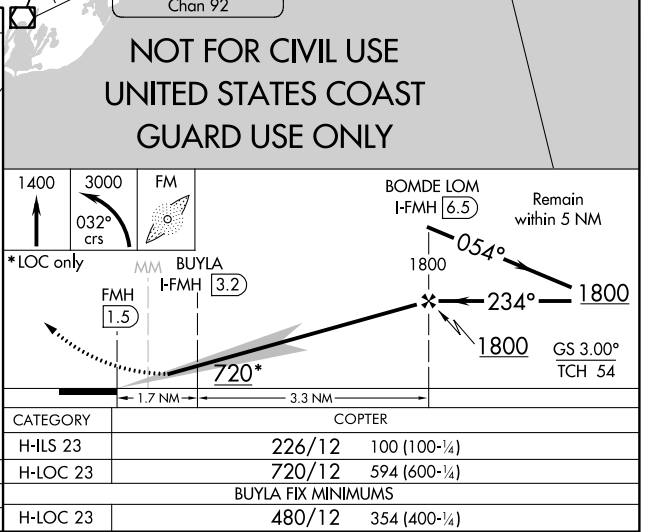 Chan 92
NOT FOR CIVIL USE
UNITED STATES COAST
GUARD USE ONLY
1400
3000
032°
crs
FM
BOMDE LOM
I-FMH 6.5
Remain
within 5 NM
054°
*LOC only
MM
BUYLA
I-FMH 3.2
1800
FMH
1.5
234°
1800
1800
GS 3.00°
TCH 54
720*
1.7 NM
3.3 NM
CATEGORY COPTER
H-ILS 23 226/12 100 (100-¼)
H-LOC 23 720/12 594 (600-¼)
BUYLA FIX MINIMUMS
H-LOC 23 480/12 354 (400-¼)